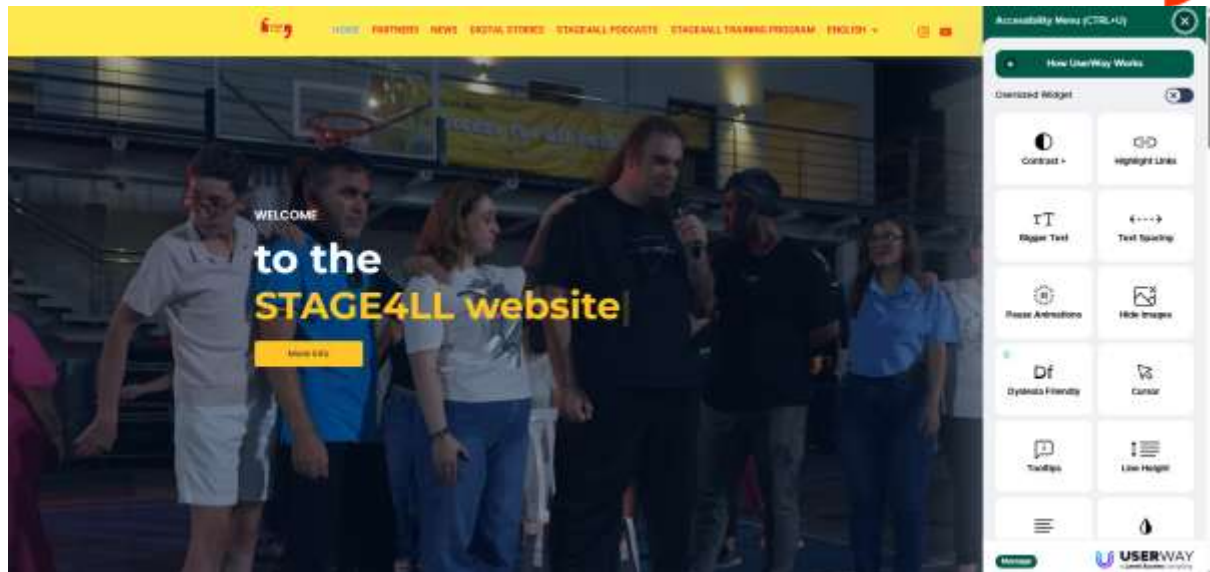 HOME PARTNERS NEWS DIGITAL STORIES STAGE4ALL PODCASTS STAGE4ALL TRAINING PROGRAM ENGLISH
WELCOME
to the
STAGE4LL website
More Info
Accessibility Menu (CTRL+U)
How UserWay Works
Oversized Widget
Contrast +
Highlight Links
Bigger Text
Text Spacing
Pause Animations
Hide Images
Df
Dyslexia Friendly
Cursor
Tooltips
Line Height
Manage
USERWAY